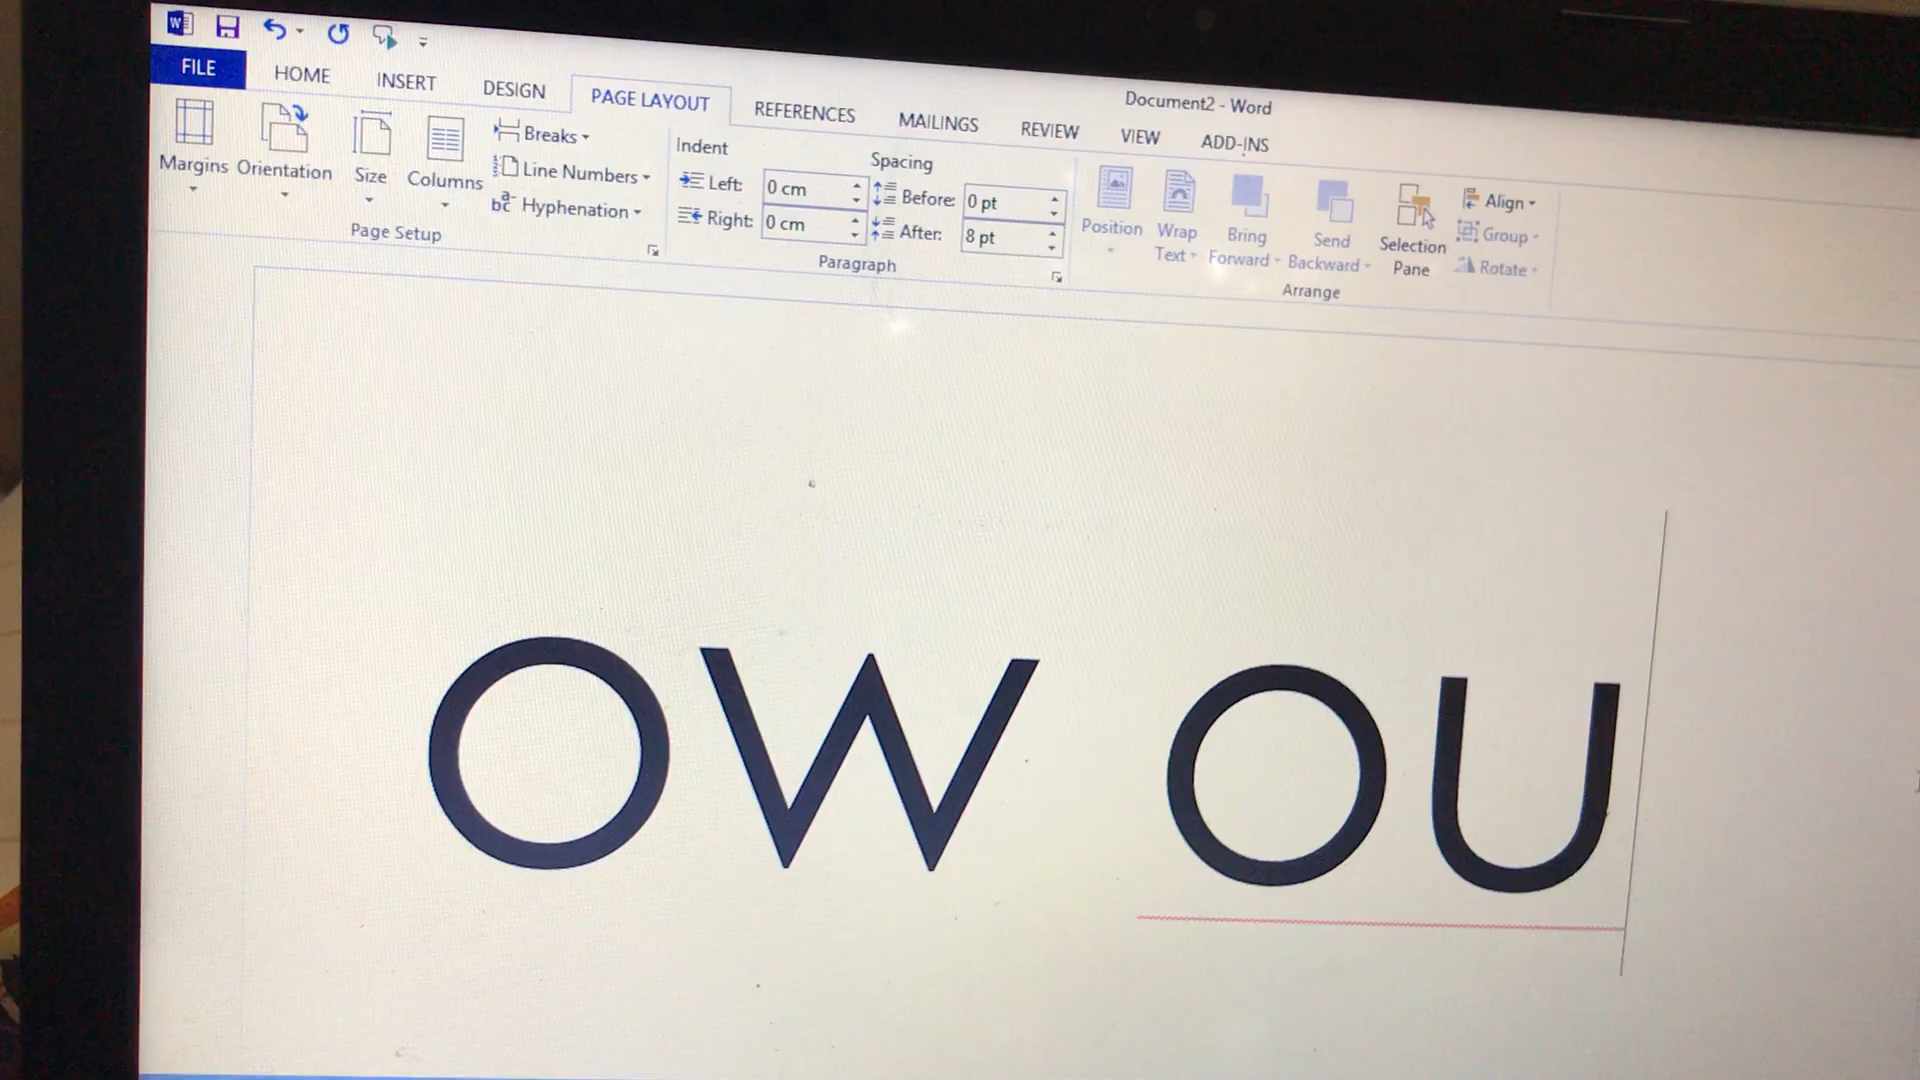 Document2 - Word
FILE HOME INSERT DESIGN PAGE LAYOUT REFERENCES MAILINGS REVIEW VIEW ADD-INS
Margins Orientation Size Columns
Breaks
Line Numbers
Hyphenation
Page Setup
Indent
Left: 0 cm
Right: 0 cm
Spacing
Before: 0 pt
After: 8 pt
Paragraph
Position
Wrap Text
Bring Forward
Send Backward
Selection Pane
Align
Group
Rotate
Arrange
OW OU